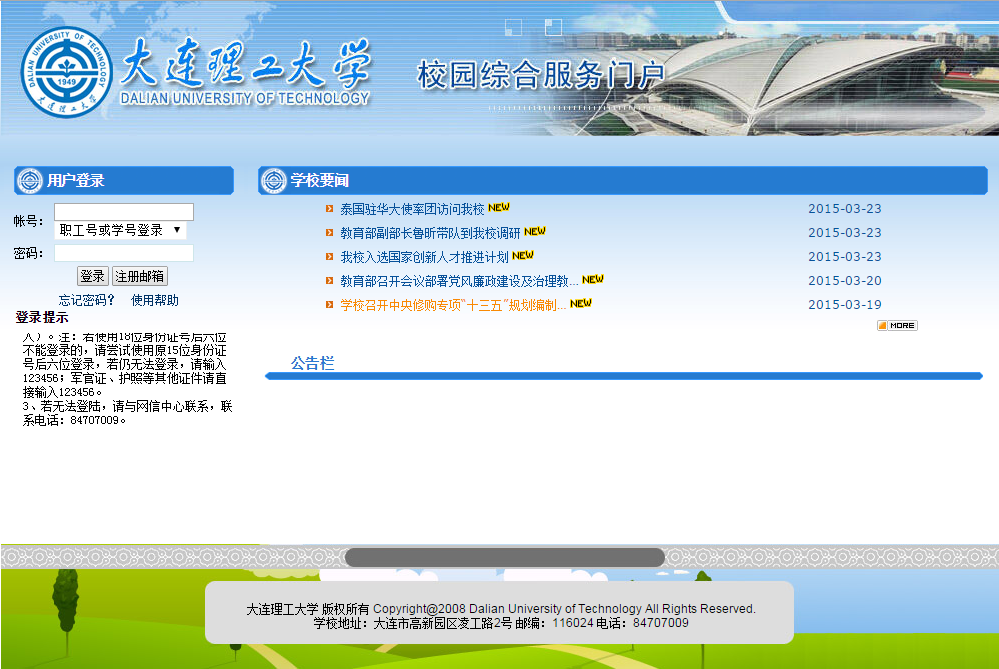 DALIAN UNIVERSITY OF TECHNOLOGY
1949
大连理工大学
大连理工大学
DALIAN UNIVERSITY OF TECHNOLOGY
校园综合服务门户
用户登录
帐号：
职工号或学号登录
密码：
登录 注册邮箱
忘记密码？ 使用帮助
登录提示
人）。注：若使用18位身份证号后六位
不能登录的，请尝试使用原15位身份证
号后六位登录，若仍无法登录，请输入
123456；军官证、护照等其他证件请直
接输入123456。
3、若无法登陆，请与网信中心联系，联
系电话：84707009。
学校要闻
泰国驻华大使率团访问我校 NEW 2015-03-23
教育部副部长鲁昕带队到我校调研 NEW 2015-03-23
我校入选国家创新人才推进计划 NEW 2015-03-23
教育部召开会议部署党风廉政建设及治理教... NEW 2015-03-20
学校召开中央修购专项“十三五”规划编制... NEW 2015-03-19
MORE
公告栏
大连理工大学 版权所有 Copyright@2008 Dalian University of Technology All Rights Reserved.
学校地址：大连市高新园区凌工路2号 邮编：116024 电话：84707009